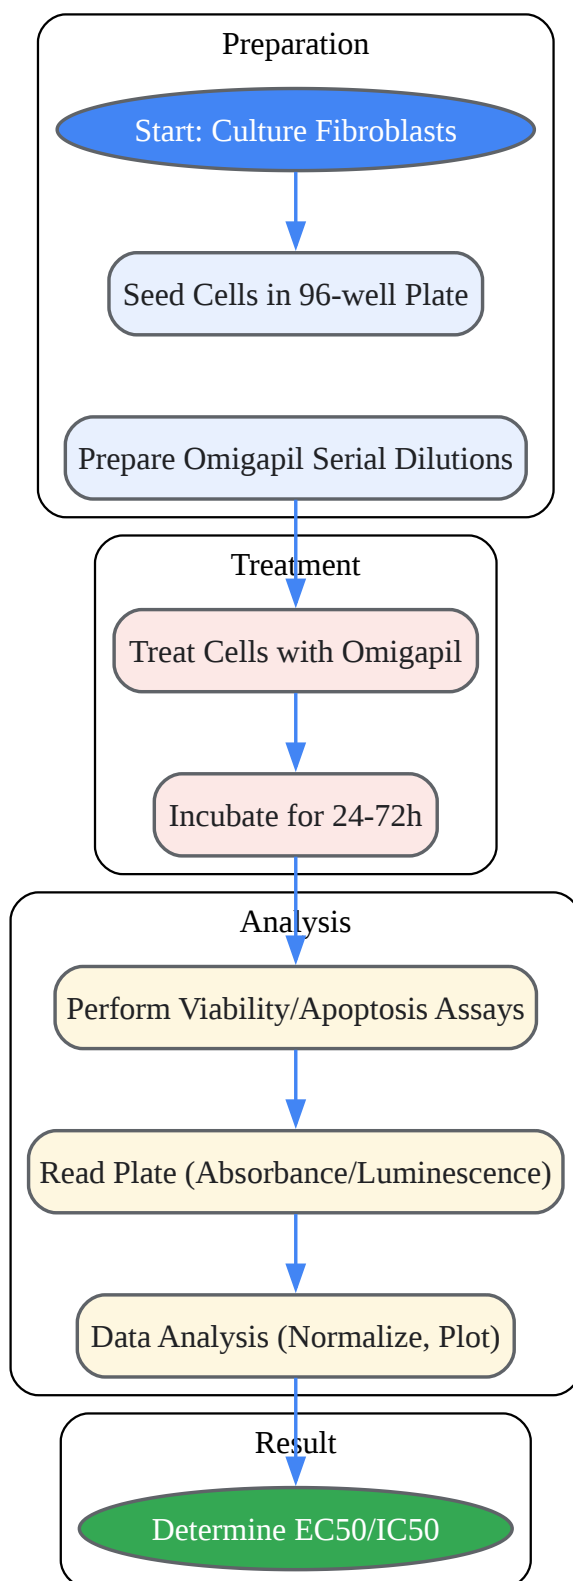 Preparation
Start: Culture Fibroblasts
Seed Cells in 96-well Plate
Prepare Omigapil Serial Dilutions
Treatment
Treat Cells with Omigapil
Incubate for 24-72h
Analysis
Perform Viability/Apoptosis Assays
Read Plate (Absorbance/Luminescence)
Data Analysis (Normalize, Plot)
Result
Determine EC50/IC50